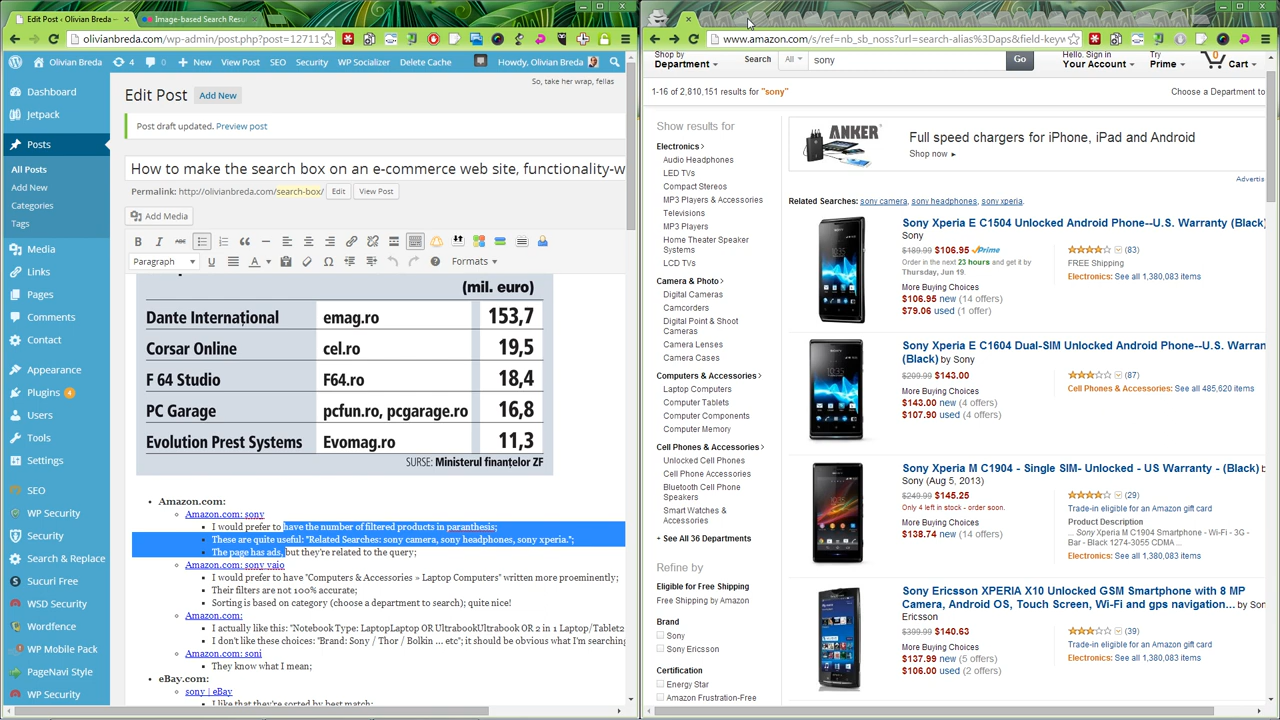 Edit Post ‹ Olivian Breda
Image-based Search Resu
olivianbreda.com/wp-admin/post.php?post=12711
Olivian Breda
4
0
New
View Post
SEO
Security
WP Socializer
Delete Cache
Howdy, Olivian Breda
So, take her wrap, fellas
Dashboard
Jetpack
Posts
All Posts
Add New
Categories
Tags
Media
Links
Pages
Comments
Contact
Appearance
Plugins 4
Users
Tools
Settings
SEO
WP Security
Security
Search & Replace
Sucuri Free
WSD Security
Wordfence
WP Mobile Pack
PageNavi Style
WP Security
Edit Post
Add New
Post draft updated. Preview post
How to make the search box on an e-commerce web site, functionality-w
Permalink: http://olivianbreda.com/search-box/
Edit
View Post
Add Media
Paragraph
Formats
(mil. euro)
Dante Internațional emag.ro 153,7
Corsar Online cel.ro 19,5
F 64 Studio F64.ro 18,4
PC Garage pcfun.ro, pcgarage.ro 16,8
Evolution Prest Systems Evomag.ro 11,3
SURSE: Ministerul finanțelor ZF
Amazon.com:
Amazon.com: sony
I would prefer to have the number of filtered products in paranthesis;
These are quite useful: "Related Searches: sony camera, sony headphones, sony xperia.";
The page has ads, but they're related to the query;
Amazon.com: sony vaio
I would prefer to have "Computers & Accessories » Laptop Computers" written more proeminently;
Their filters are not 100% accurate;
Sorting is based on category (choose a department to search); quite nice!
Amazon.com:
I actually like this: "Notebook Type: LaptopLaptop OR UltrabookUltrabook OR 2 in 1 Laptop/Tablet2
I don't like these choices: "Brand: Sony / Thor / Bolkin ... etc"; it should be obvious what I'm searching
Amazon.com: soni
They know what I mean;
eBay.com:
sony | eBay
I like that they're sorted by best match;
www.amazon.com/s/ref=nb_sb_noss?url=search-alias%3Daps&field-keyw
Shop by
Department
Search
All
sony
Go
Hello. Sign in
Your Account
Try
Prime
0
Cart
1-16 of 2,810,151 results for "sony"
Choose a Department to
Show results for
Electronics
Audio Headphones
LED TVs
Compact Stereos
MP3 Players & Accessories
Televisions
MP3 Players
Home Theater Speaker
Systems
LCD TVs
Camera & Photo
Digital Cameras
Camcorders
Digital Point & Shoot
Cameras
Camera Lenses
Camera Cases
Computers & Accessories
Laptop Computers
Computer Tablets
Computer Components
Computer Memory
Cell Phones & Accessories
Unlocked Cell Phones
Cell Phone Accessories
Bluetooth Cell Phone
Speakers
Smart Watches &
Accessories
+ See All 36 Departments
Refine by
Eligible for Free Shipping
Free Shipping by Amazon
Brand
Sony
Sony Ericsson
Certification
Energy Star
Amazon Frustration-Free
ANKER
Full speed chargers for iPhone, iPad and Android
Shop now ►
Advertis
Related Searches: sony camera, sony headphones, sony xperia.
Sony Xperia E C1504 Unlocked Android Phone--U.S. Warranty (Black)
Sony
$189.99 $106.95 Prime
Order in the next 23 hours and get it by
Thursday, Jun 19.
More Buying Choices
$106.95 new (14 offers)
$79.06 used (1 offer)
(83)
FREE Shipping
Electronics: See all 1,380,083 items
Sony Xperia E C1604 Dual-SIM Unlocked Android Phone--U.S. Warran
(Black) by Sony
$209.99 $143.00
More Buying Choices
$143.00 new (4 offers)
$107.90 used (4 offers)
(87)
Cell Phones & Accessories: See all 485,620 items
Sony Xperia M C1904 - Single SIM- Unlocked - US Warranty - (Black)
Sony (Aug 5, 2013)
$249.99 $145.25
Only 4 left in stock - order soon.
More Buying Choices
$138.74 new (14 offers)
(29)
Trade-in eligible for an Amazon gift card
Product Description
... Sony Xperia M C1904 Smartphone - Wi-Fi - 3G -
Bar - Black 1274-3055 CDMA ...
Electronics: See all 1,380,083 items
Sony Ericsson XPERIA X10 Unlocked GSM Smartphone with 8 MP
Camera, Android OS, Touch Screen, Wi-Fi and gps navigation... by Son
Ericsson
$399.99 $140.63
More Buying Choices
$137.99 new (5 offers)
$106.00 used (2 offers)
(39)
Trade-in eligible for an Amazon gift card
Electronics: See all 1,380,083 items